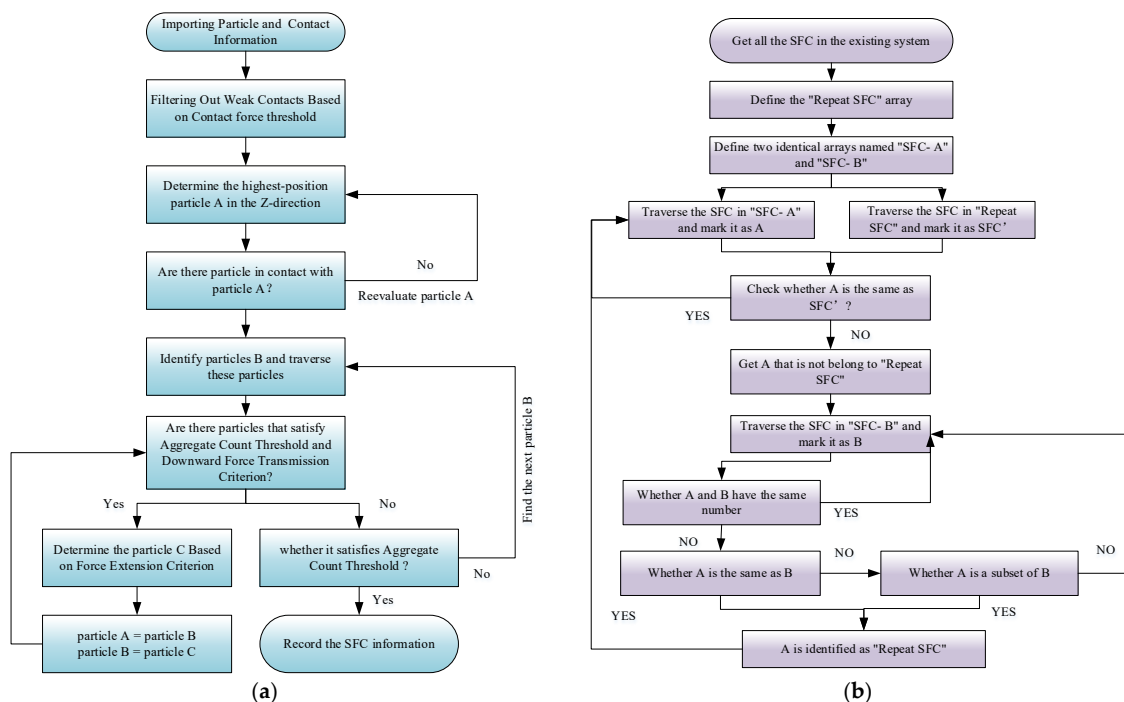 Importing Particle and Contact
Information
Filtering Out Weak Contacts Based
on Contact force threshold
Determine the highest-position
particle A in the Z-direction
No
Are there particle in contact with
particle A？
Reevaluate particle A
Identify particles B and traverse
these particles
Are there particles that satisfy
Aggregate Count Threshold and
Downward Force Transmission
Criterion?
Find the next particle B
Yes
No
Determine the particle C Based
on Force Extension Criterion
whether it satisfies Aggregate
Count Threshold？
No
Yes
particle A = particle B
particle B = particle C
Record the SFC information
(a)
Get all the SFC in the existing system
Define the "Repeat SFC" array
Define two identical arrays named "SFC- A"
and "SFC- B"
Traverse the SFC in "SFC- A"
and mark it as A
Traverse the SFC in "Repeat
SFC" and mark it as SFC’
Check whether A is the same as
SFC’？
YES
NO
Get A that is not belong to "Repeat
SFC"
Traverse the SFC in "SFC- B" and
mark it as B
Whether A and B have the same
number
YES
NO
NO
NO
Whether A is the same as B
Whether A is a subset of B
YES
YES
A is identified as "Repeat SFC"
(b)